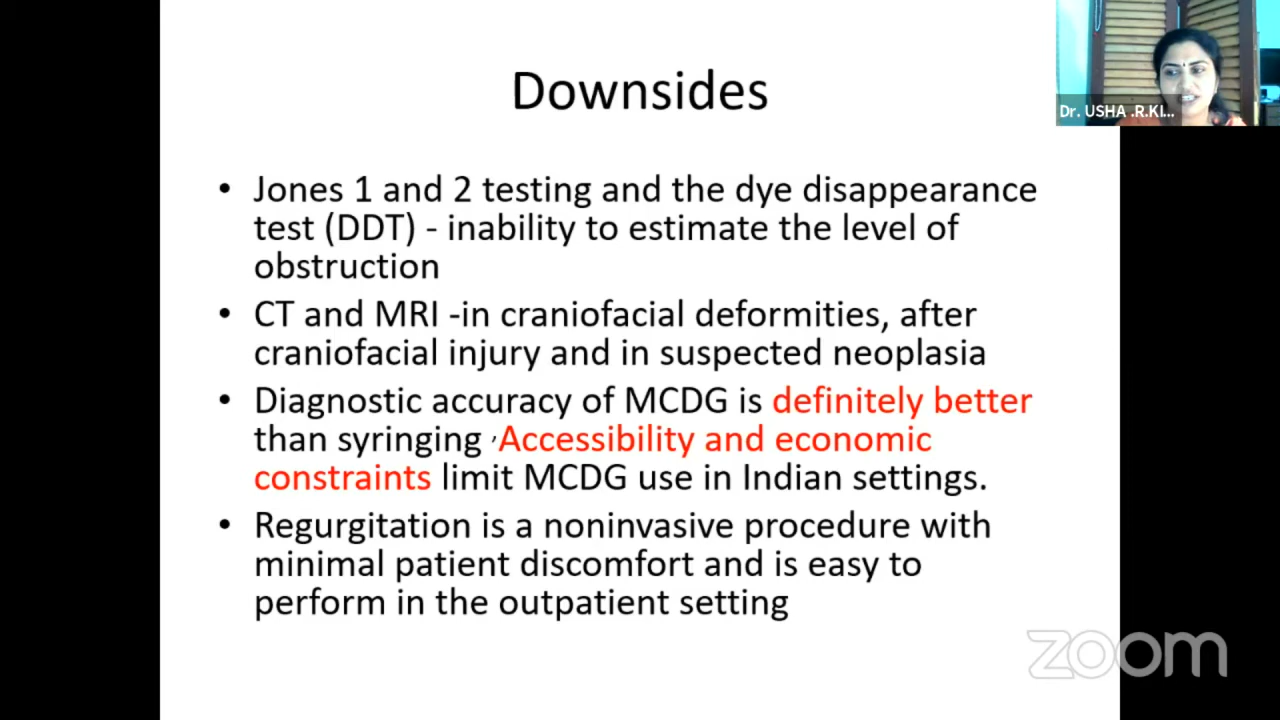 Downsides
Dr. USHA .R.KI...
• Jones 1 and 2 testing and the dye disappearance
test (DDT) - inability to estimate the level of
obstruction
• CT and MRI -in craniofacial deformities, after
craniofacial injury and in suspected neoplasia
• Diagnostic accuracy of MCDG is definitely better
than syringing ,Accessibility and economic
constraints limit MCDG use in Indian settings.
• Regurgitation is a noninvasive procedure with
minimal patient discomfort and is easy to
perform in the outpatient setting
zoom